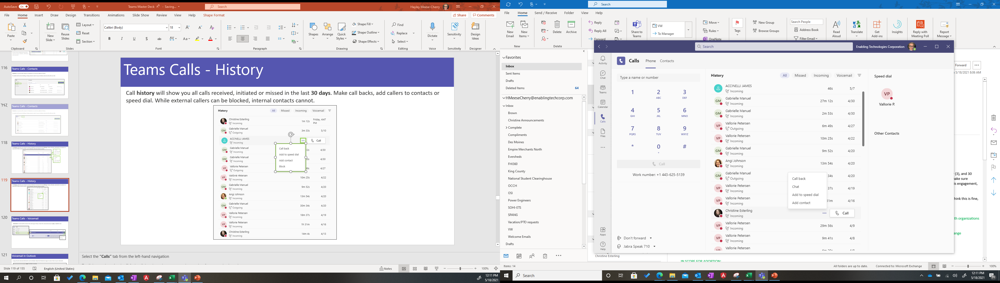 AutoSave On
Teams Master Deck - Saving...
Search
Hayley Meese-Cherry
File Home Insert Draw Design Transitions Animations Slide Show Review View Help Shape Format
Share Comments
Paste
Clipboard
New Slide
Reuse Slides
Layout
Reset
Section
Slides
Calibri (Body) 18
Font
Paragraph
Shapes
Arrange
Quick Styles
Shape Fill
Shape Outline
Shape Effects
Drawing
Find
Replace
Select
Editing
Dictate
Voice
Sensitivity
Sensitivity
Design Ideas
Designer
116
Teams Calls - Contacts
117
Teams Calls - Contacts
118
Teams Calls - History
119
Teams Calls - History
120
Teams Calls - Voicemail
121
Voicemail in Outlook
Teams Calls - History
Call history will show you all calls received, initiated or missed in the last 30 days. Make call backs, add callers to contacts or
speed dial. While external callers can be blocked, internal contacts cannot.
History All Missed Incoming Voicemail
Christine Esterling
Incoming
1m 12s
Friday, 4:47 PM
Gabrielle Manuel
Outgoing
3m 33s 5/10
ACCINELLI JAMES
Incoming
Call
GM Gabrielle Manuel
Incoming
4/30
GM Gabrielle Manuel
Incoming
4/30
VP Vallorie Petersen
Outgoing
4/27
Call back
Add to speed dial
Add contact
Block
VP Vallorie Petersen
Incoming
10m 25s 4/22
GM Gabrielle Manuel
Incoming
9m 52s 4/20
Angi Johnson
Incoming
13m 54s 4/20
GM Gabrielle Manuel
Outgoing
30m 34s 4/20
VP Vallorie Petersen
Incoming
18m 37s 4/19
VP Vallorie Petersen
Incoming
1h 31m 4/16
Christine Esterling
Incoming
14m 4s 4/13
Select the "Calls" tab from the left-hand navigation
Slide 119 of 155 English (United States) Notes 100%
12:11 PM
5/18/2021
Search
File Home Send / Receive Folder View Help
New Email
New Items
New
Delete
Archive
Delete
Reply
Reply All
Forward
Share to Teams
VW
To Manager
Move
Rules
OneNote
Tags
New Group
Browse Groups
Search People
Address Book
Filter Email
Read Aloud
Translate
Get Add-ins
Insights
Reply with Meeting Poll
Report Message
Favorites
Inbox
Sent Items
Drafts
Deleted Items 64
HMeeseCherry@enablingtechcorp.com
Inbox
Brown
Christine Announcements
Complete
Compliments
Des Moines
Empire Merchants North
Eversheds
FHI360
King County
National Student Clearinghouse
OCCH
OSI
Power Engineers
SOHI-ETS
SPANG
Vacation/PTO requests
VW
Welcome Emails
Drafts
Items: 14
Christine Esterling
IN SCOPE FOR ADOPTION:
Search
Enabling Technologies Corporation
Activity
Chat
Teams
Calendar
Calls
Files
Apps
Help
Calls Phone Contacts
Type a name or number
1 2 3
ABC DEF
4 5 6
GHI JKL MNO
7 8 9
PQRS TUV WXYZ
* 0 #
+
Call
Work number: +1 443-625-5139
Don't forward
Jabra Speak 710
History All Missed Incoming Voicemail
ACCINELLI JAMES
Incoming
46s 5/7
GM Gabrielle Manuel
Incoming
27m 12s 4/30
GM Gabrielle Manuel
Incoming
2m 53s 4/30
VP Vallorie Petersen
Outgoing
6m 49s 4/27
VP Vallorie Petersen
Incoming
10m 25s 4/22
GM Gabrielle Manuel
Incoming
9m 52s 4/20
Angi Johnson
Incoming
13m 54s 4/20
GM Gabrielle Manuel
Outgoing
34s 4/20
VP Vallorie Petersen
Incoming
37s 4/19
VP Vallorie Petersen
Incoming
31m 4/16
Call back
Chat
Add to speed dial
Add contact
Christine Esterling
Incoming
Call
VP Vallorie Petersen
Incoming
29m 56s 4/9
VP Vallorie Petersen
Incoming
9m 41s 4/8
Vallorie Petersen
Speed dial
VP
Vallorie P.
Other Contacts
Forward
5/18/2021 8:06 AM
(3), and 30
ake sure
is engagement,
hink this is fine,
th organizations
ange
All folders are up to date. Connected to: Microsoft Exchange 100%
Search
12:11 PM
5/18/2021
20